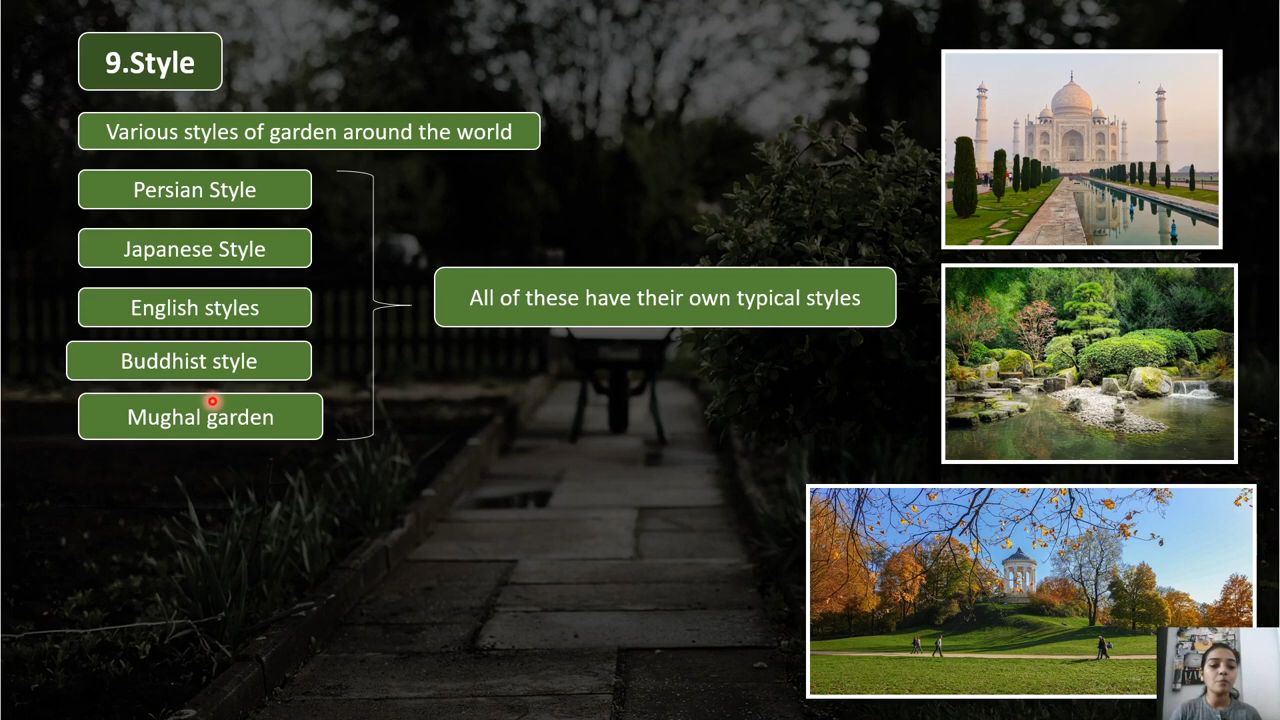 9.Style
Various styles of garden around the world
Persian Style
Japanese Style
English styles
Buddhist style
Mughal garden
All of these have their own typical styles